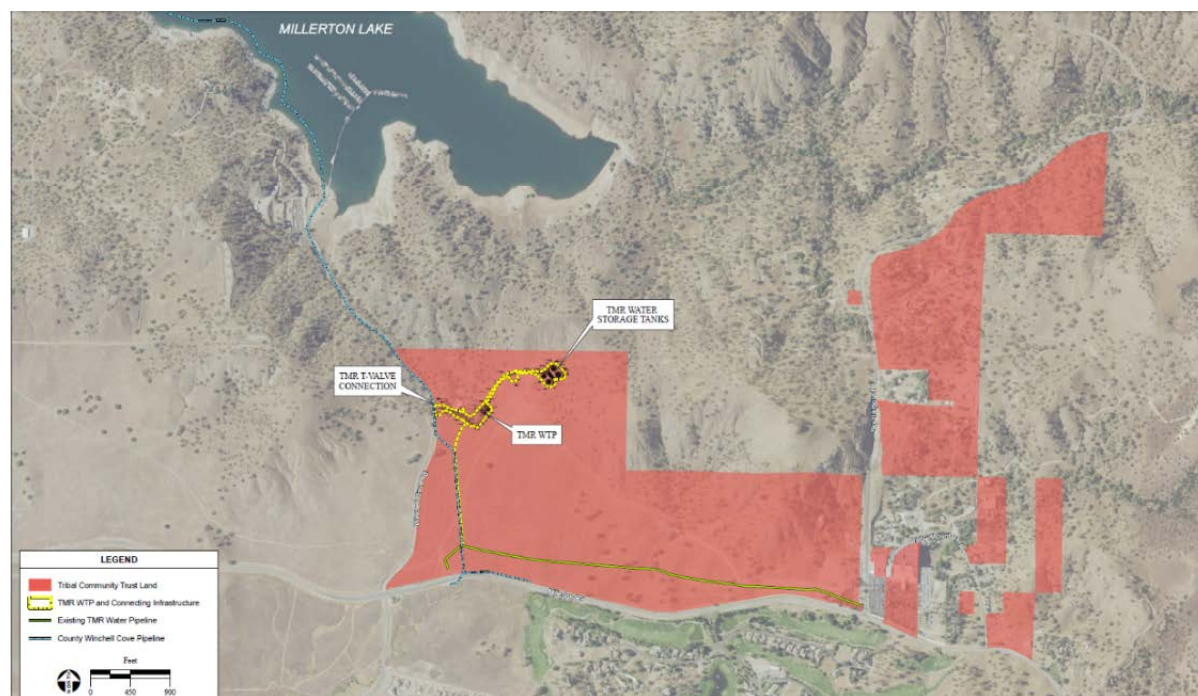 MILLERTON LAKE
TMR WATER
STORAGE TANKS
TMR T-VALVE
CONNECTION
TMR WTP
LEGEND
Tribal Community Trust Land
TMR WTP and Connecting Infrastructure
Existing TMR Water Pipeline
County Winchell Cove Pipeline
Feet
0 450 900